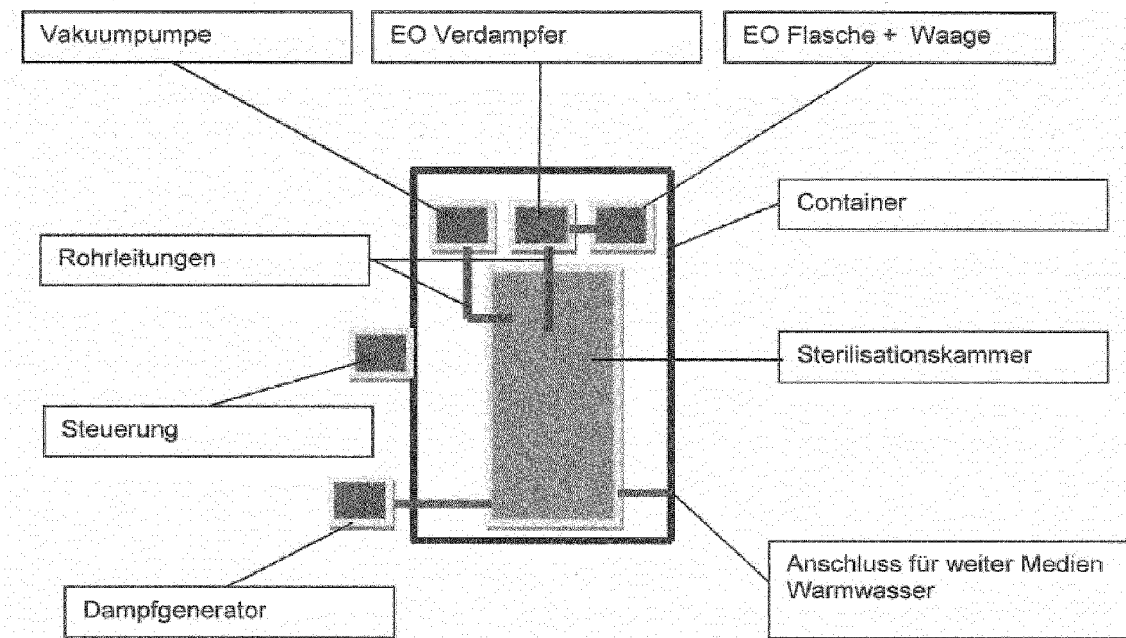 Vakuumpumpe
EO Verdampfer
EO Flasche + Waage
Container
Rohrleitungen
Sterilisationskammer
Steuerung
Anschluss für weiter Medien
Warmwasser
Dampfgenerator